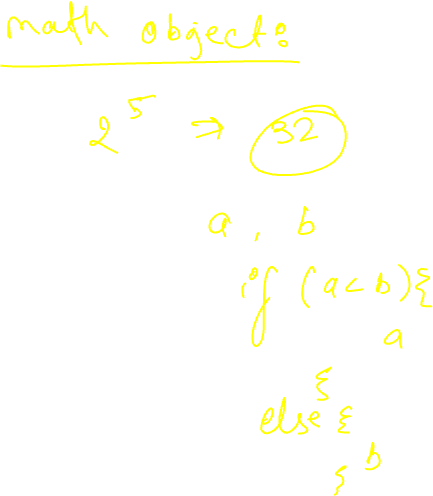 math object:
2^5 ⇒ 32
a, b
if (a<b){
a
}
else {
b
}